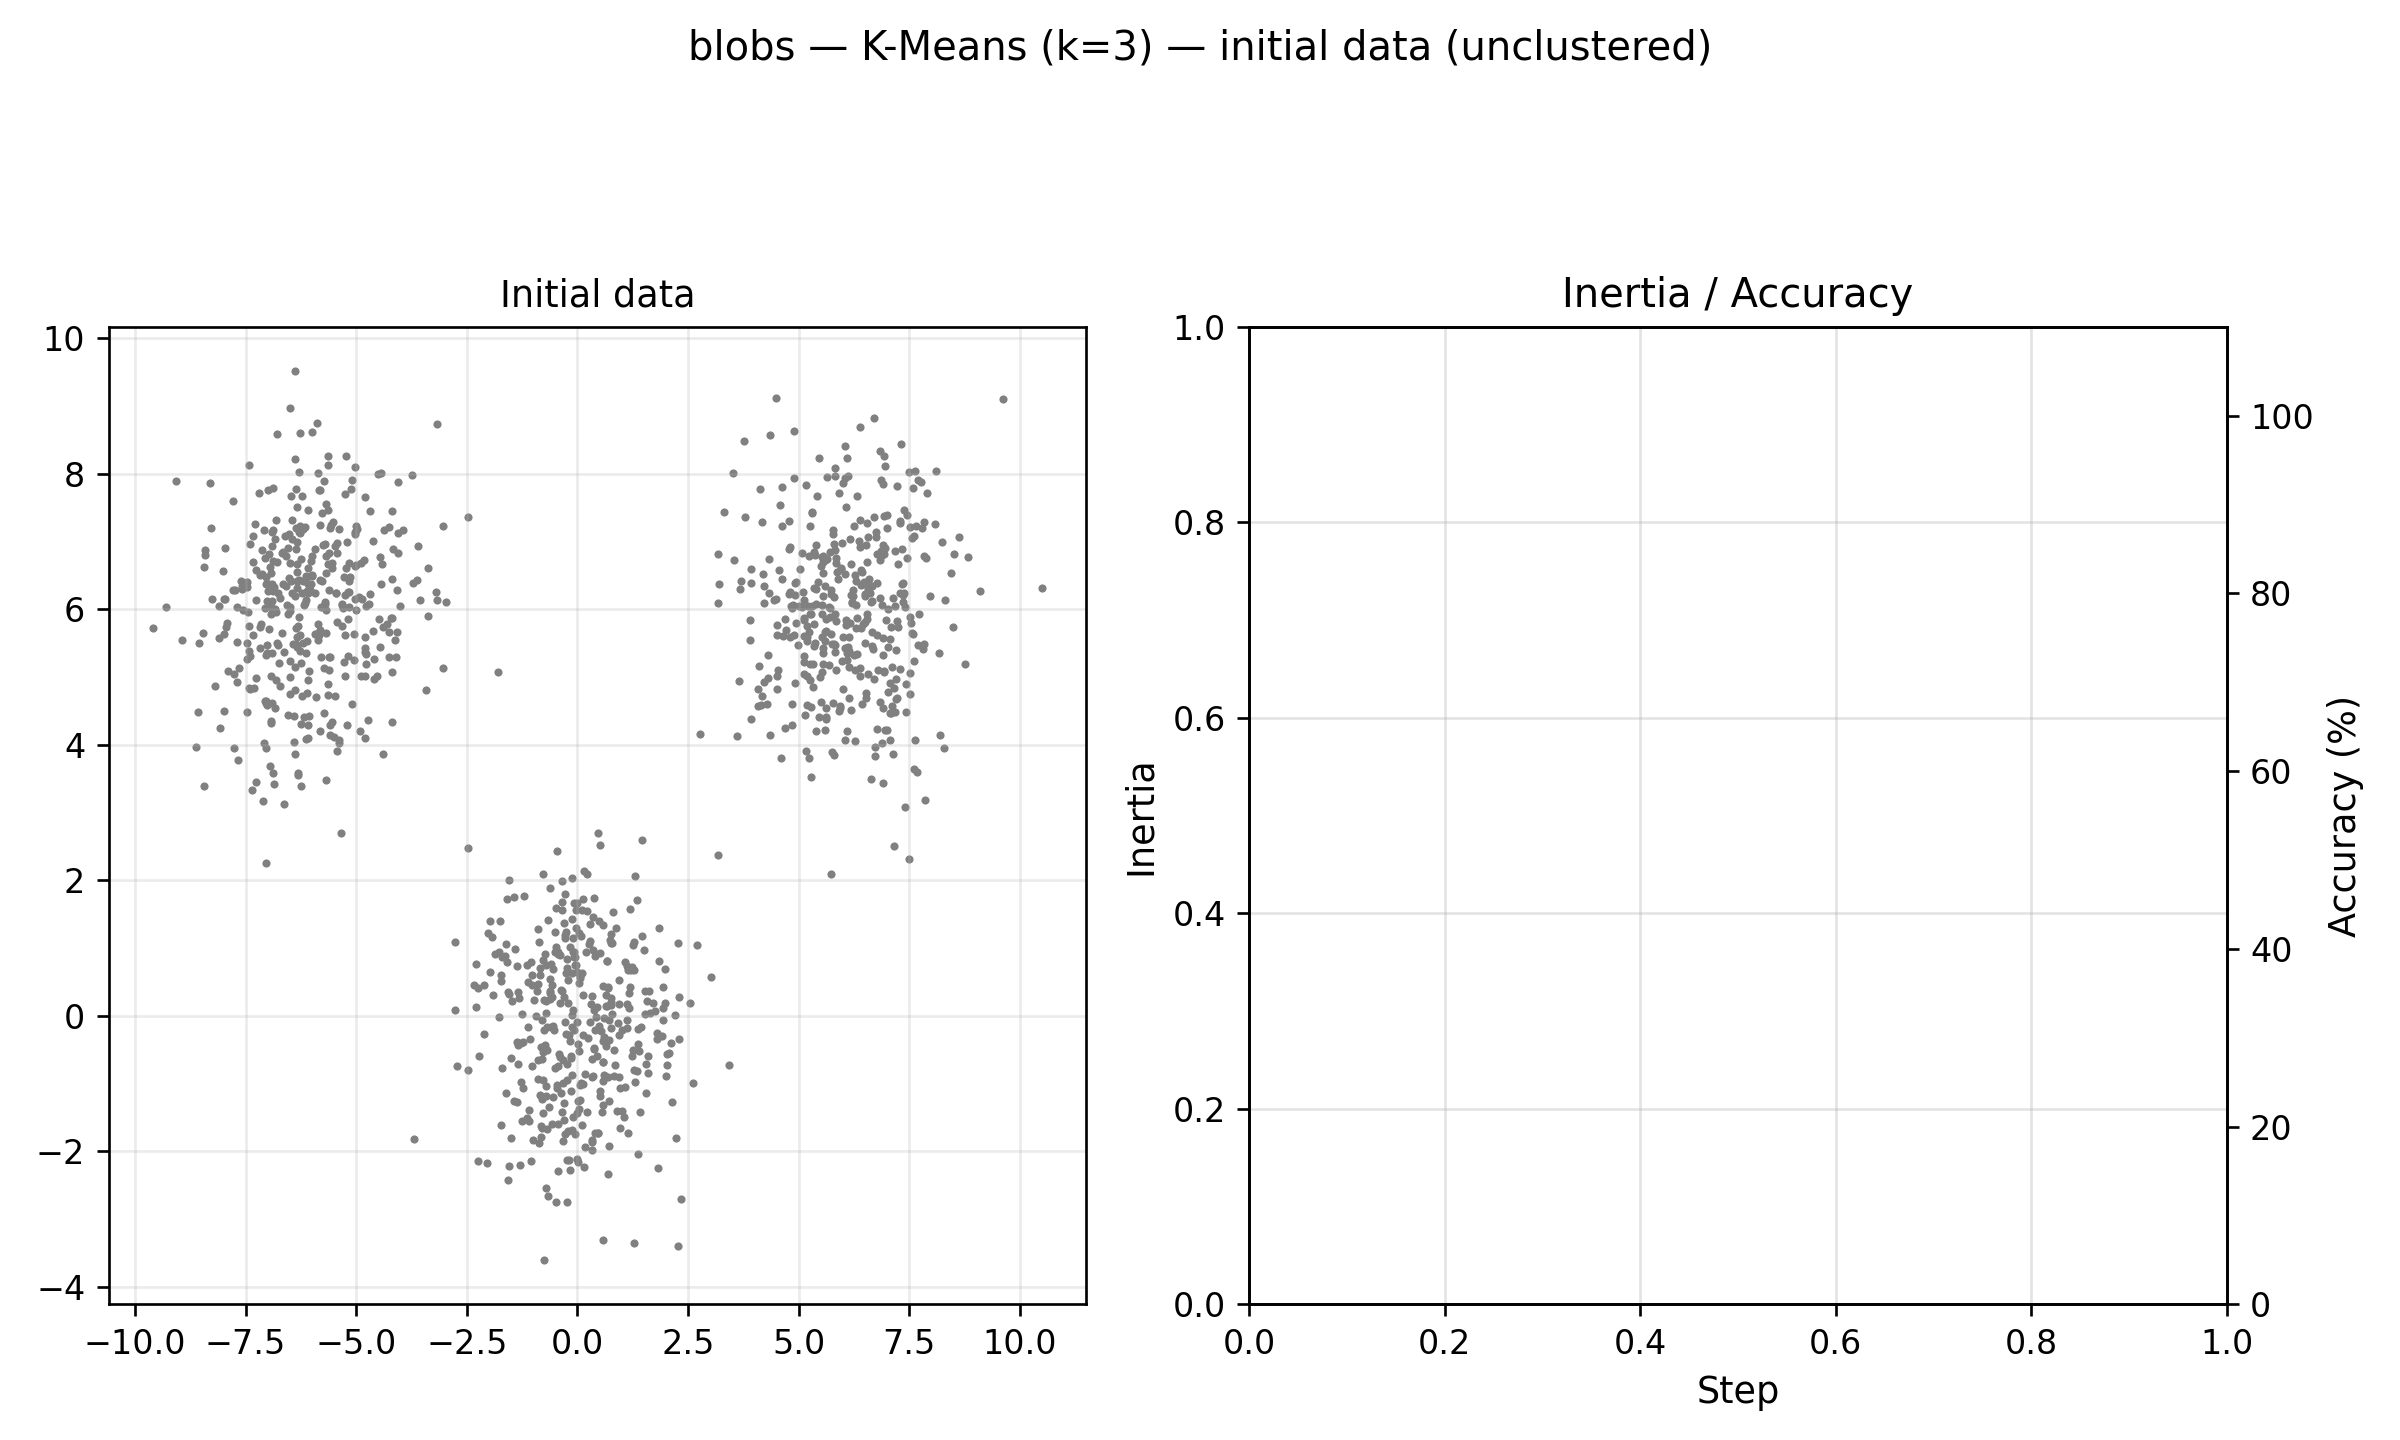 blobs — K-Means (k=3) — initial data (unclustered)
Initial data
10
8
6
4
2
0
−2
−4
−10.0 −7.5 −5.0 −2.5 0.0 2.5 5.0 7.5 10.0
Inertia / Accuracy
Inertia
1.0
0.8
0.6
0.4
0.2
0.0
0.0 0.2 0.4 0.6 0.8 1.0
Step
100
80
60
40
20
0
Accuracy (%)